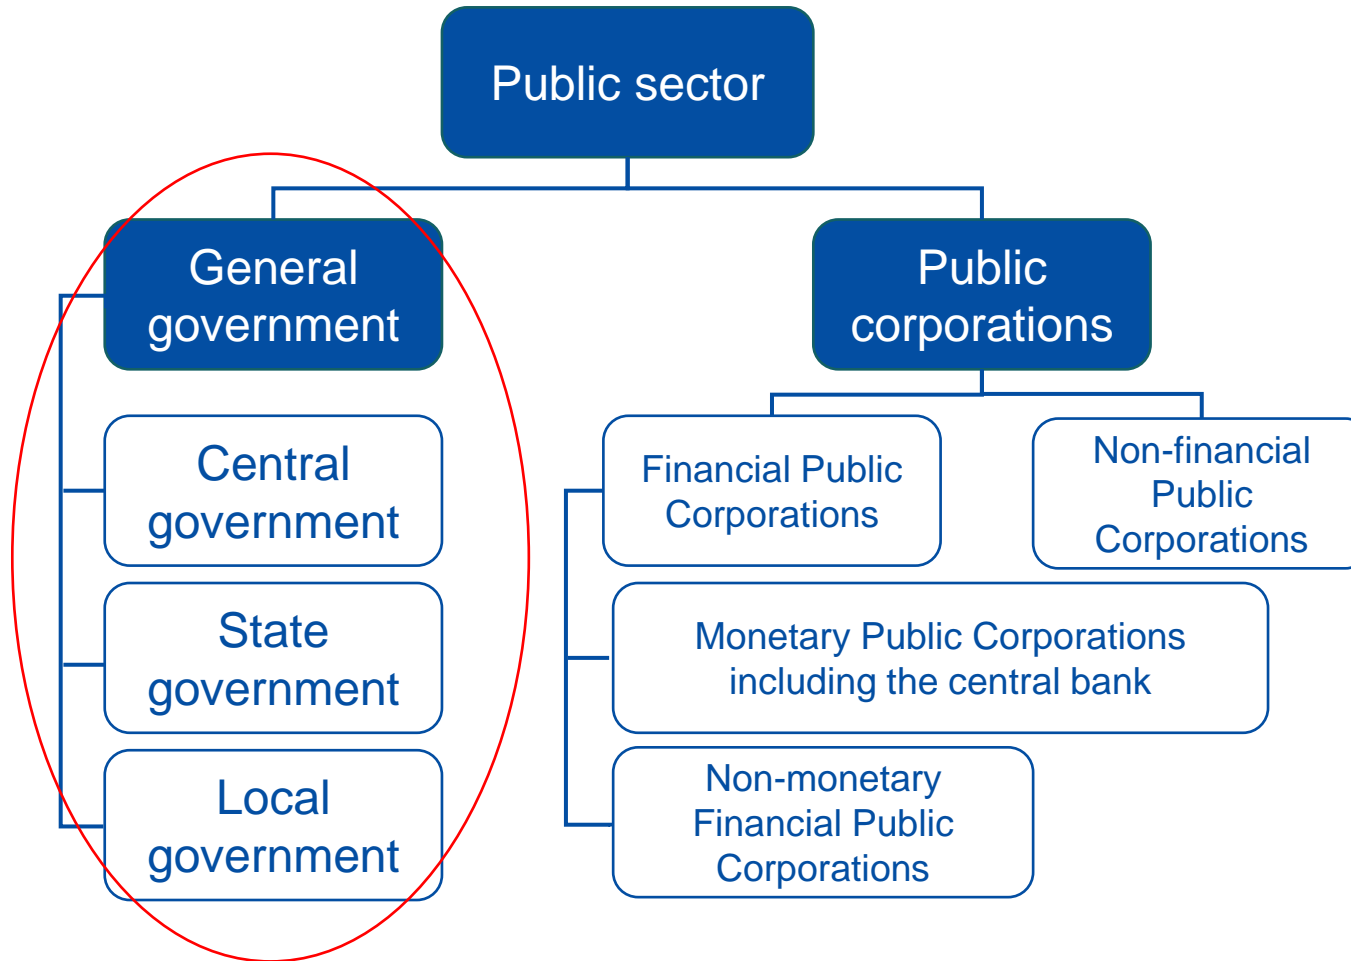 Public sector
General
government
Public
corporations
Central
government
Financial Public
Corporations
Non-financial
Public
Corporations
State
government
Monetary Public Corporations
including the central bank
Local
government
Non-monetary
Financial Public
Corporations